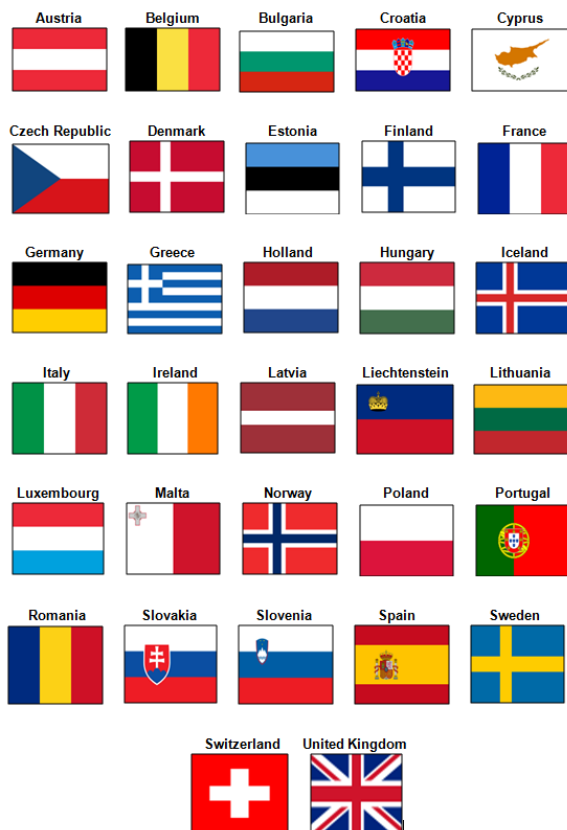 Austria Belgium Bulgaria Croatia Cyprus
Czech Republic Denmark Estonia Finland France
Germany Greece Holland Hungary Iceland
Italy Ireland Latvia Liechtenstein Lithuania
Luxembourg Malta Norway Poland Portugal
Romania Slovakia Slovenia Spain Sweden
Switzerland United Kingdom